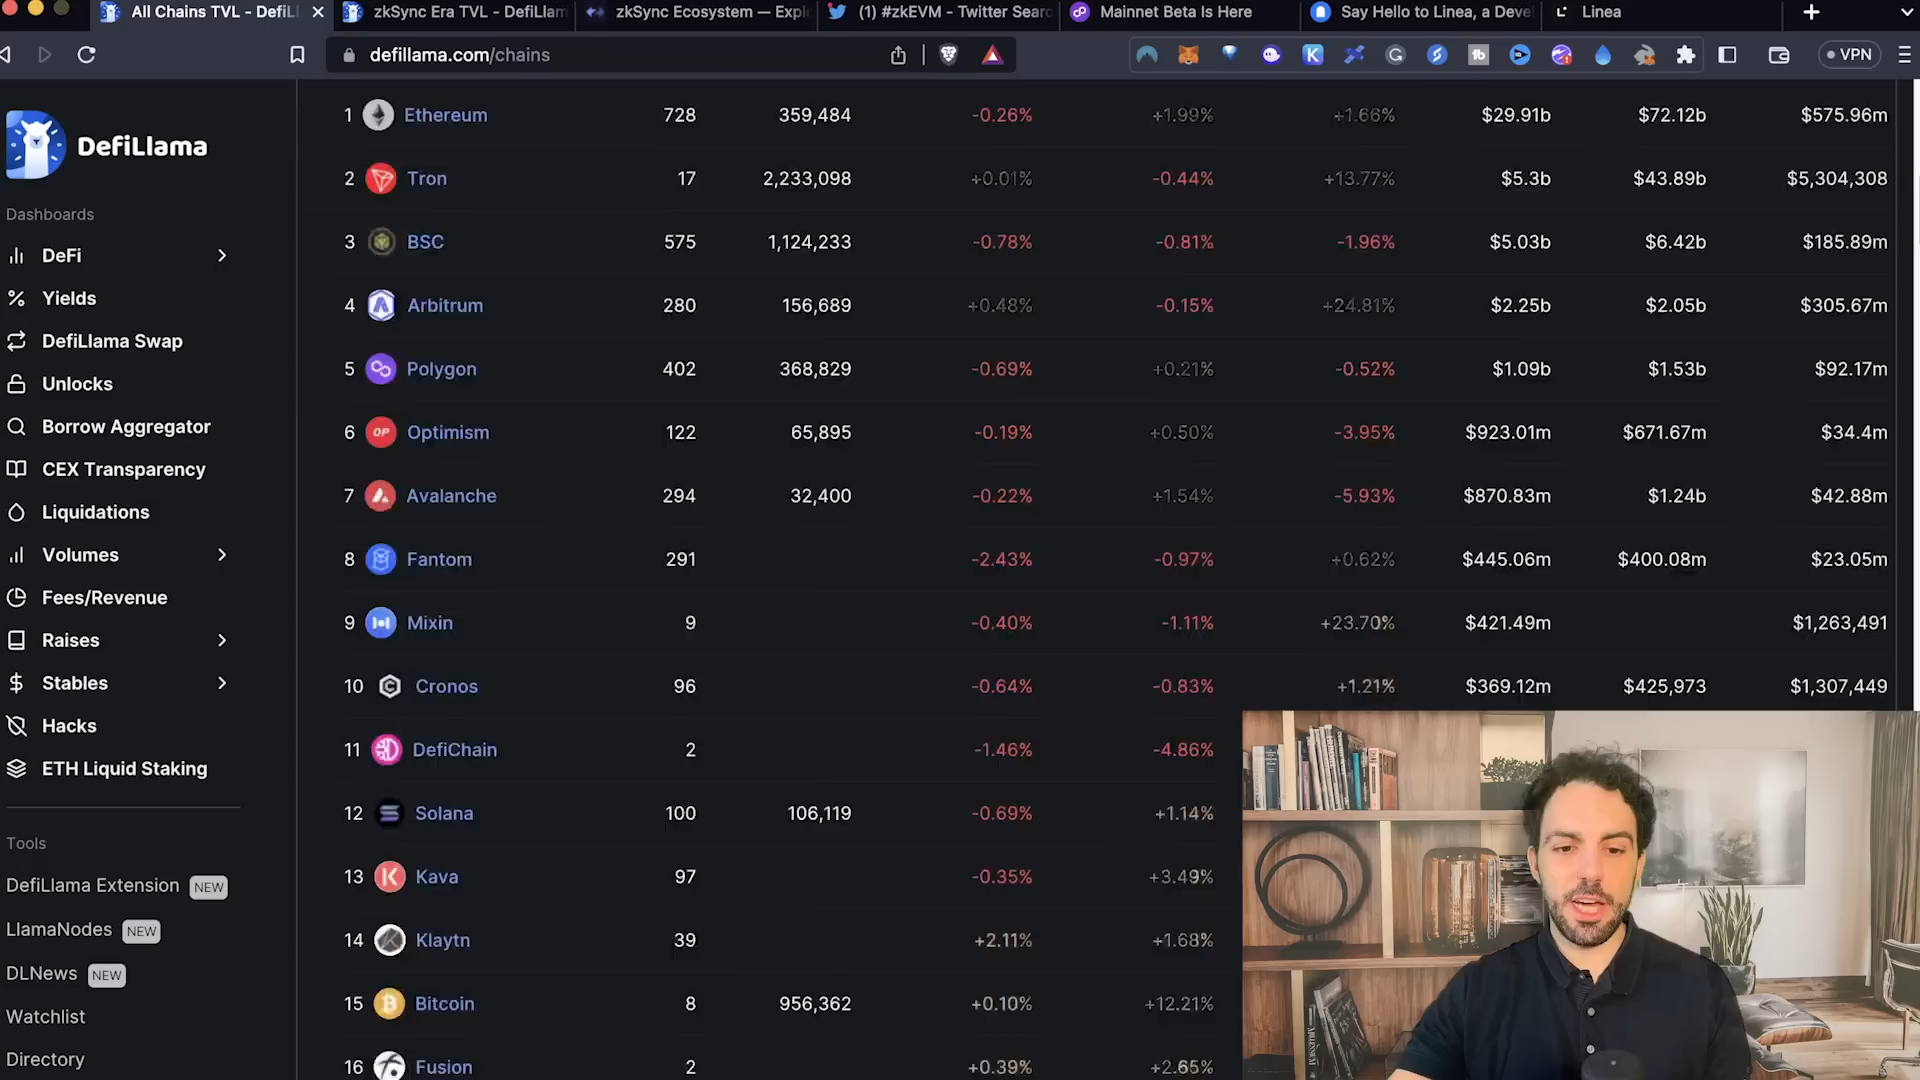 All Chains TVL - DefiL
zkSync Era TVL - DefiLlam
zkSync Ecosystem — Expl
(1) #zkEVM - Twitter Searc
Mainnet Beta Is Here
Say Hello to Linea, a Deve
Linea
defillama.com/chains
VPN
DefiLlama
Dashboards
DeFi
Yields
DefiLlama Swap
Unlocks
Borrow Aggregator
CEX Transparency
Liquidations
Volumes
Fees/Revenue
Raises
Stables
Hacks
ETH Liquid Staking
Tools
DefiLlama Extension NEW
LlamaNodes NEW
DLNews NEW
Watchlist
Directory
1 Ethereum 728 359,484 -0.26% +1.99% +1.66% $29.91b $72.12b $575.96m
2 Tron 17 2,233,098 +0.01% -0.44% +13.77% $5.3b $43.89b $5,304,308
3 BSC 575 1,124,233 -0.78% -0.81% -1.96% $5.03b $6.42b $185.89m
4 Arbitrum 280 156,689 +0.48% -0.15% +24.81% $2.25b $2.05b $305.67m
5 Polygon 402 368,829 -0.69% +0.21% -0.52% $1.09b $1.53b $92.17m
6 Optimism 122 65,895 -0.19% +0.50% -3.95% $923.01m $671.67m $34.4m
7 Avalanche 294 32,400 -0.22% +1.54% -5.93% $870.83m $1.24b $42.88m
8 Fantom 291 -2.43% -0.97% +0.62% $445.06m $400.08m $23.05m
9 Mixin 9 -0.40% -1.11% +23.70% $421.49m $1,263,491
10 Cronos 96 -0.64% -0.83% +1.21% $369.12m $425,973 $1,307,449
11 DefiChain 2 -1.46% -4.86%
12 Solana 100 106,119 -0.69% +1.14%
13 Kava 97 -0.35% +3.49%
14 Klaytn 39 +2.11% +1.68%
15 Bitcoin 8 956,362 +0.10% +12.21%
16 Fusion 2 +0.39% +2.65%